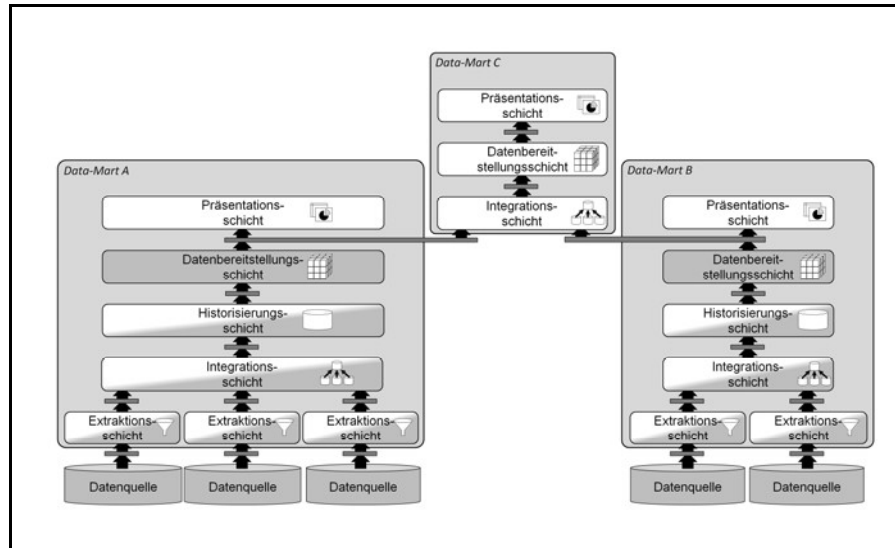 Data-Mart C
Präsentations-
schicht
Datenbereit-
stellungsschicht
Integrations-
schicht
Data-Mart A
Präsentations-
schicht
Datenbereitstellungs-
schicht
Historisierungs-
schicht
Integrations-
schicht
Extraktions-
schicht
Extraktions-
schicht
Extraktions-
schicht
Datenquelle
Datenquelle
Datenquelle
Data-Mart B
Präsentations-
schicht
Datenbereit-
stellungsschicht
Historisierungs-
schicht
Integrations-
schicht
Extraktions-
schicht
Extraktions-
schicht
Datenquelle
Datenquelle